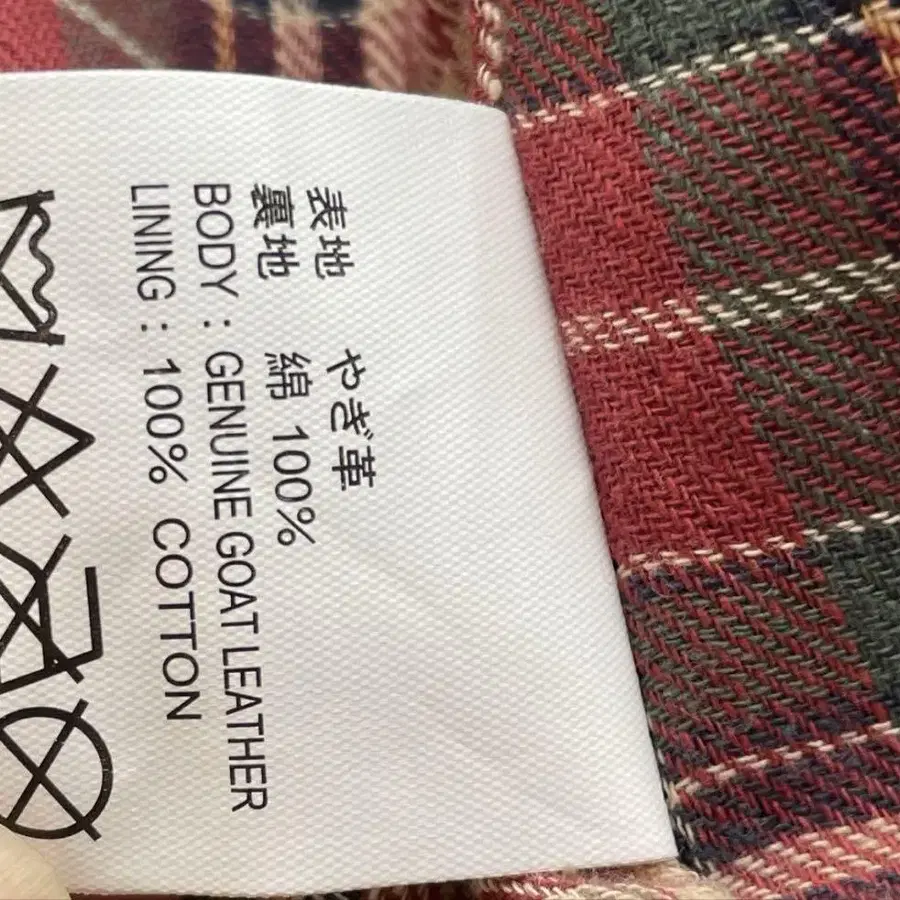 表地 やぎ革
裏地 綿 100%
BODY : GENUINE GOAT LEATHER
LINING : 100% COTTON